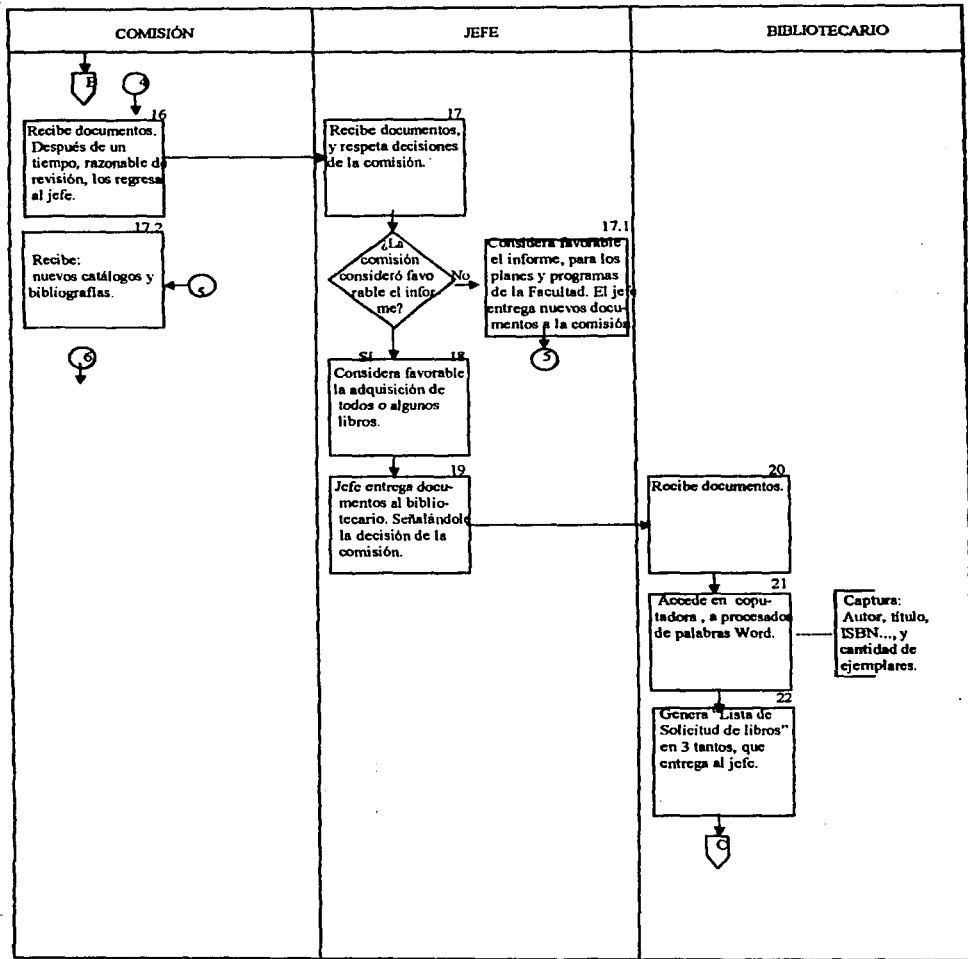 COMISIÓN
JEFE
BIBLIOTECARIO
B
4
16
Recibe documentos.
Después de un
tiempo, razonable de
revisión, los regresa
al jefe.
17
Recibe documentos,
y respeta decisiones
de la comisión.
17.2
Recibe:
nuevos catálogos y
bibliografías.
5
6
¿La
comisión
consideró favo
rable el infor-
me?
No
17.1
Considera favorable
el informe, para los
planes y programas
de la Facultad. El jefe
entrega nuevos docu-
mentos a la comisión
5
Sí
18
Considera favorable
la adquisición de
todos o algunos
libros.
19
Jefe entrega docu-
mentos al biblio-
tecario. Señalándole
la decisión de la
comisión.
20
Recibe documentos.
21
Accede en copu-
tadora , a procesador
de palabras Word.
Captura:
Autor, título,
ISBN..., y
cantidad de
ejemplares.
22
Genera "Lista de
Solicitud de libros"
en 3 tantos, que
entrega al jefe.
C